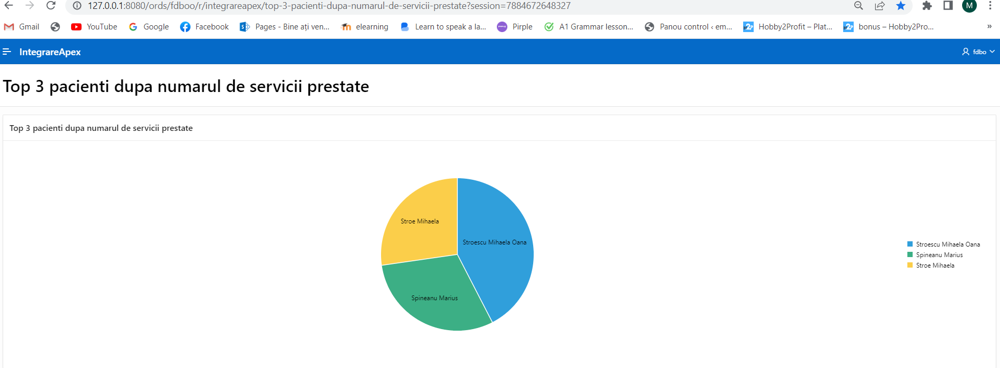 127.0.0.1:8080/ords/fdboo/r/integrareapex/top-3-pacienti-dupa-numarul-de-servicii-prestate?session=7884672648327
M
Gmail YouTube Google Facebook Pages - Bine ați ven... elearning Learn to speak a la... Pirple A1 Grammar lesson... Panou control ‹ em... Hobby2Profit – Plat... bonus – Hobby2Pro... »
IntegrareApex fdbo
Top 3 pacienti dupa numarul de servicii prestate
Top 3 pacienti dupa numarul de servicii prestate
Stroe Mihaela
Stroescu Mihaela Oana
Spineanu Marius
Stroescu Mihaela Oana
Spineanu Marius
Stroe Mihaela